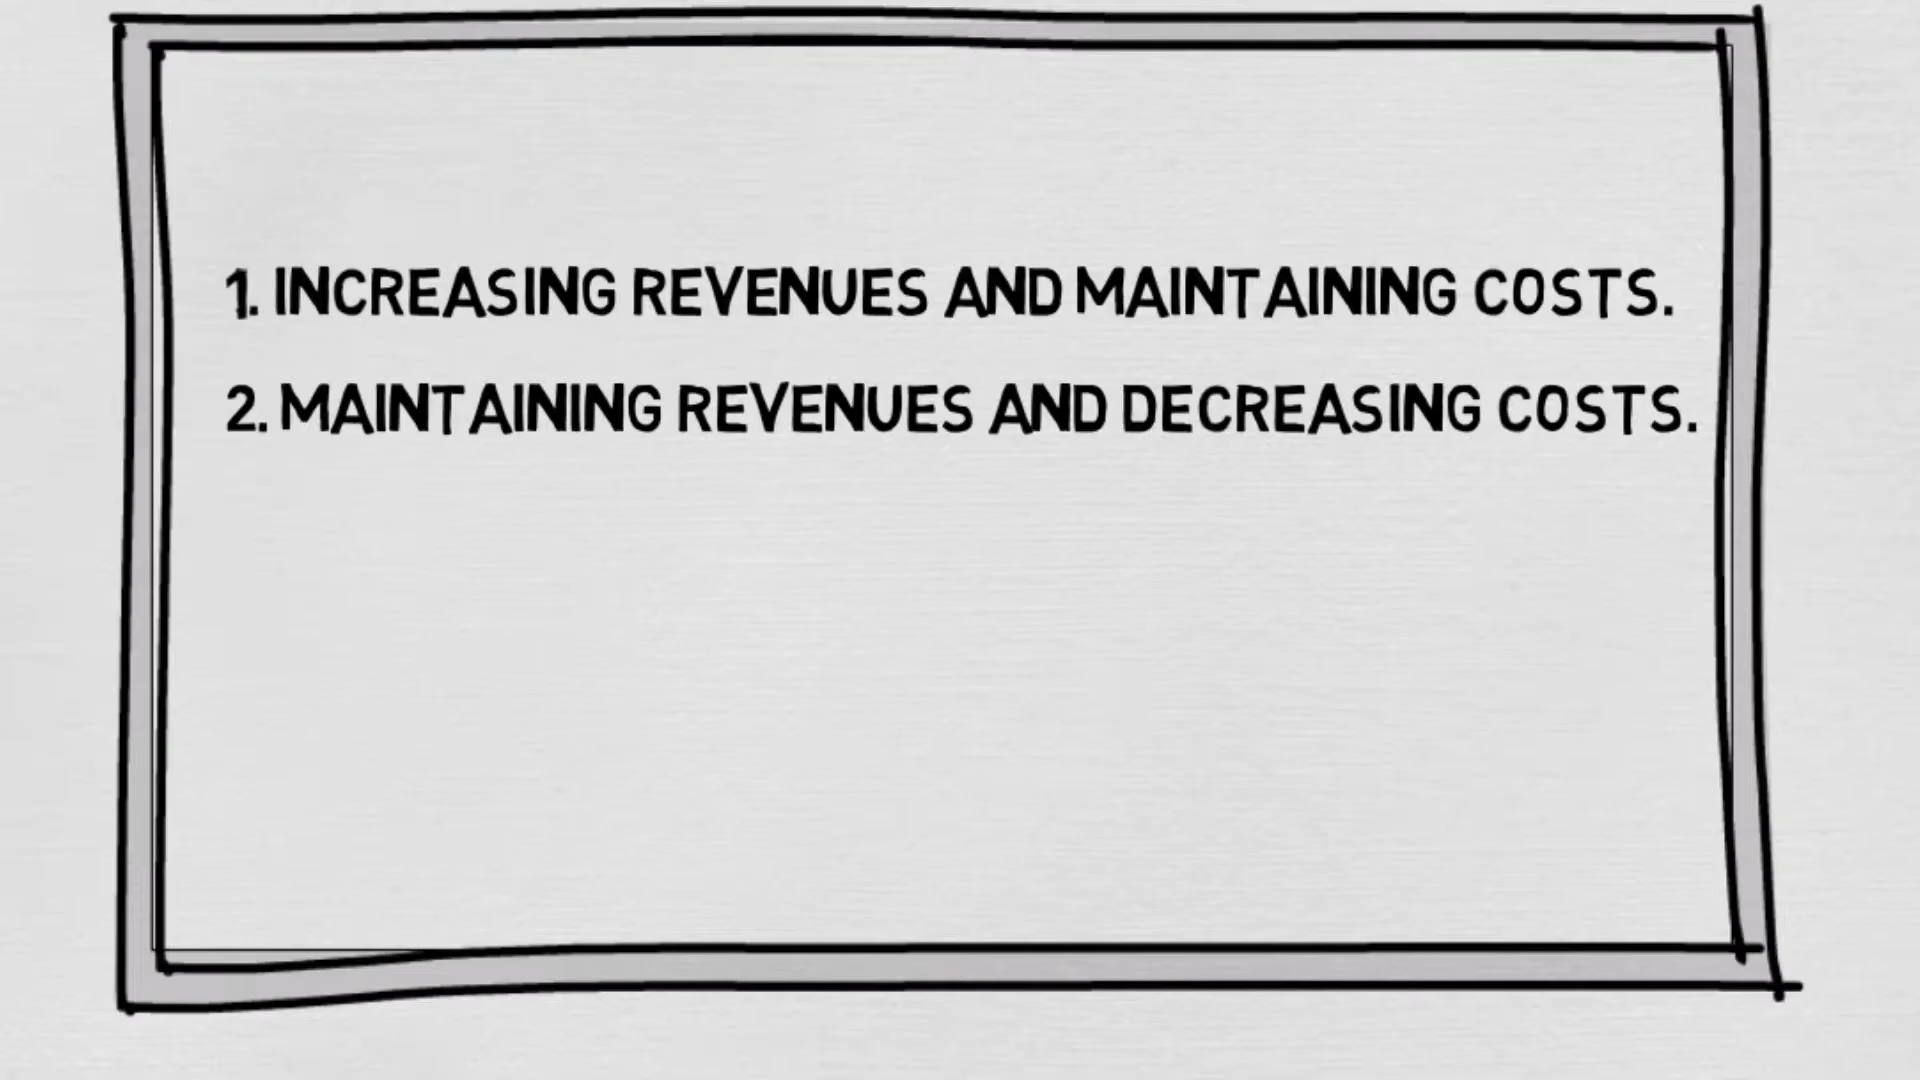 1. INCREASING REVENUES AND MAINTAINING COSTS.
2. MAINTAINING REVENUES AND DECREASING COSTS.